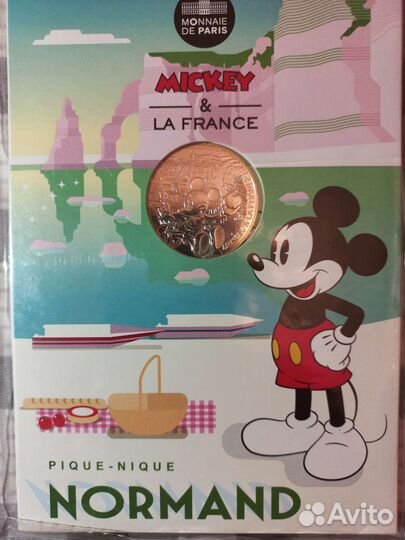 MONNAIE
DE PARIS
MICKEY
&
LA FRANCE
PIQUE-NIQUE
NORMAND
Avito